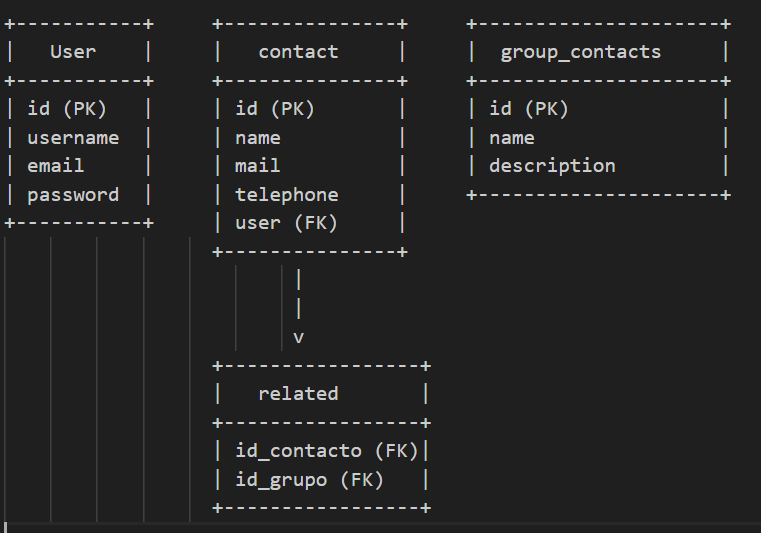 +-----------+     +---------------+     +---------------------+
|   User    |     |   contact     |     |  group_contacts     |
+-----------+     +---------------+     +---------------------+
| id (PK)   |     | id (PK)       |     | id (PK)             |
| username  |     | name          |     | name                |
| email     |     | mail          |     | description         |
| password  |     | telephone     |     +---------------------+
+-----------+     | user (FK)     |
                  +---------------+
                         |
                         |
                         v
                  +-----------------+
                  |   related       |
                  +-----------------+
                  | id_contacto (FK)|
                  | id_grupo (FK)   |
                  +-----------------+